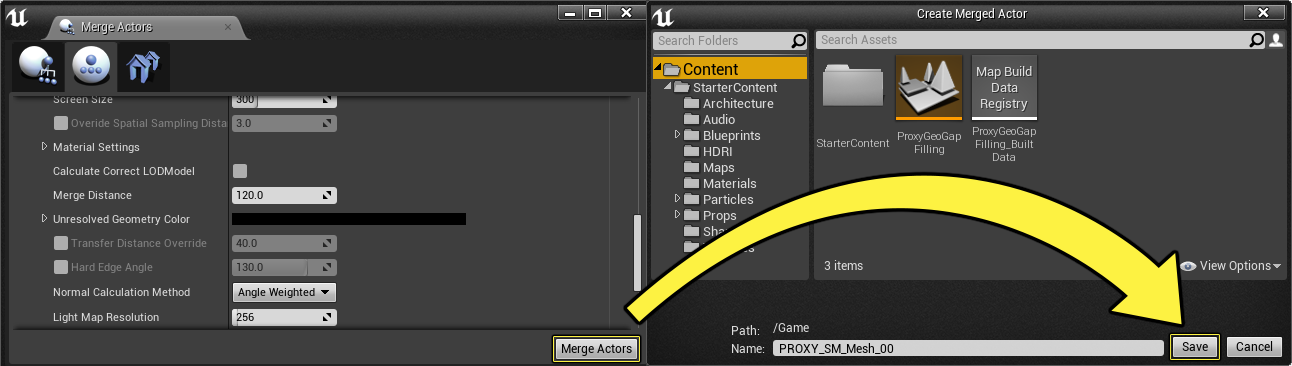 Merge Actors
Screen Size 300
Overide Spatial Sampling Dista 3.0
Material Settings
Calculate Correct LODModel
Merge Distance 120.0
Unresolved Geometry Color
Transfer Distance Override 40.0
Hard Edge Angle 130.0
Normal Calculation Method Angle Weighted
Light Map Resolution 256
Merge Actors
Create Merged Actor
Search Folders
Content
StarterContent
Architecture
Audio
Blueprints
HDRI
Maps
Materials
Particles
Props
Sha
Search Assets
StarterContent
ProxyGeoGap
Filling
Map Build
Data
Registry
ProxyGeoGap
Filling_Built
Data
3 items
View Options
Path: /Game
Name: PROXY_SM_Mesh_00
Save
Cancel